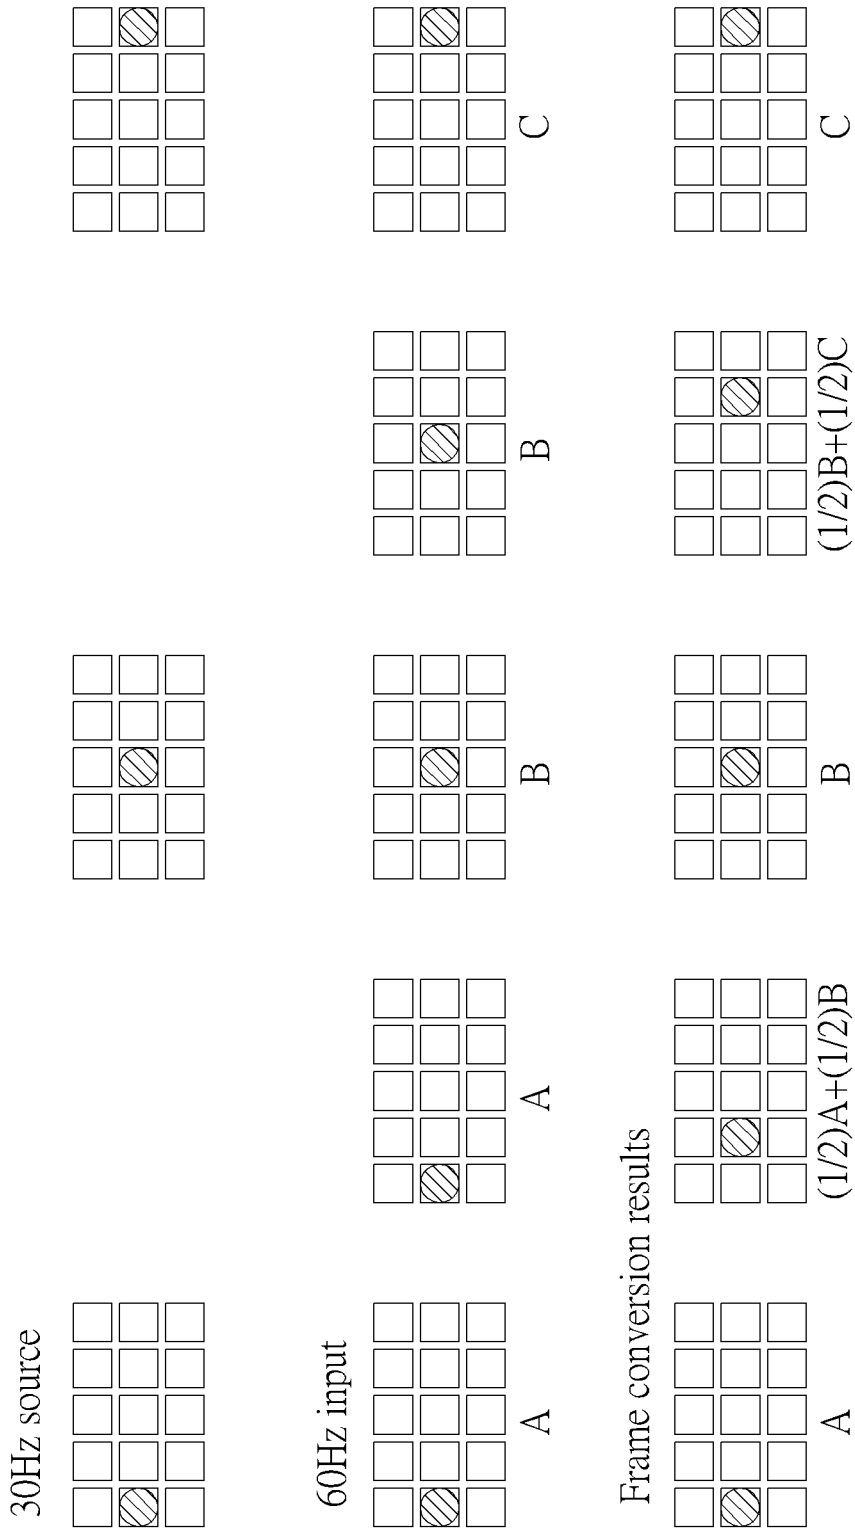 30Hz source
60Hz input
A
A
B
B
C
Frame conversion results
A
(1/2)A+(1/2)B
B
(1/2)B+(1/2)C
C